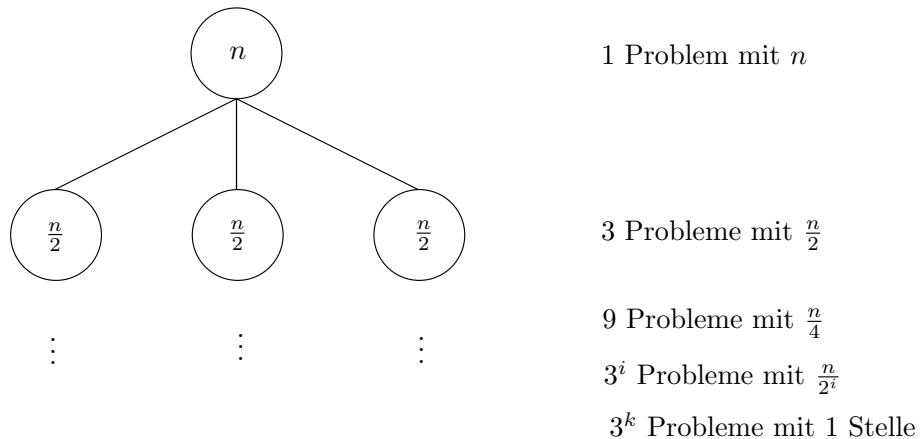 n 1 Problem mit n
n/2 n/2 n/2 3 Probleme mit n/2
9 Probleme mit n/4
⋮ ⋮ ⋮
3^i Probleme mit n/2^i
3^k Probleme mit 1 Stelle